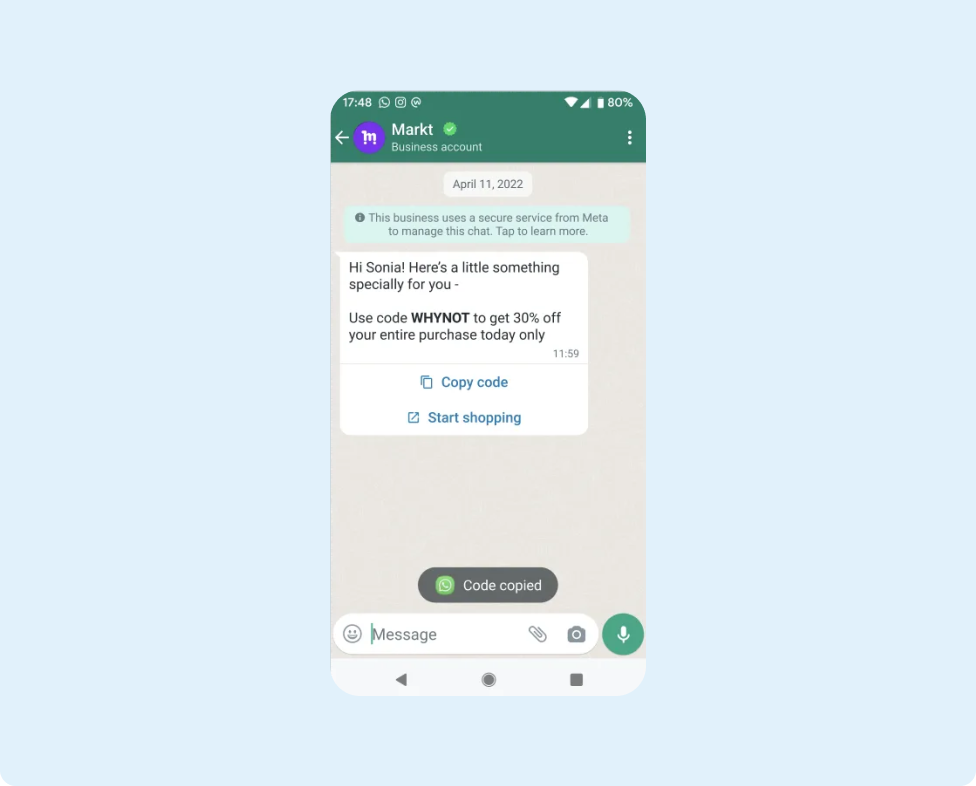 17:48 80%
Markt
Business account
April 11, 2022
This business uses a secure service from Meta
to manage this chat. Tap to learn more.
Hi Sonia! Here’s a little something
specially for you -
Use code WHYNOT to get 30% off
your entire purchase today only
11:59
Copy code
Start shopping
Code copied
Message